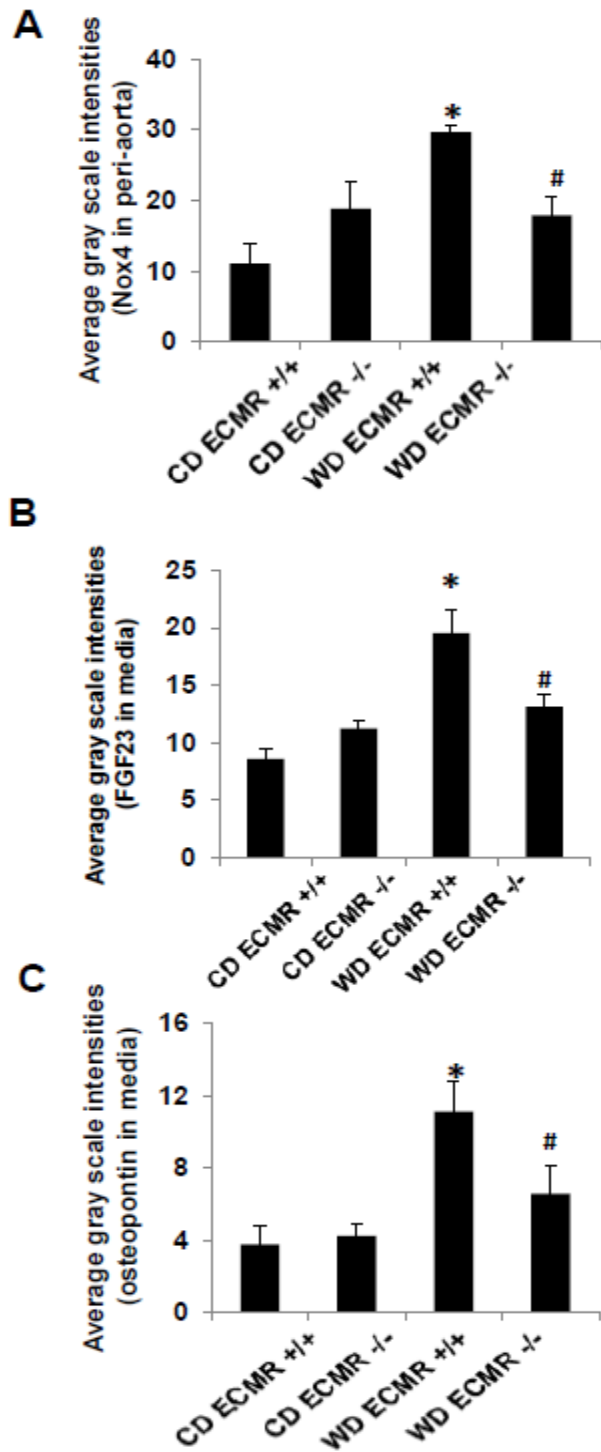 A
Average gray scale intensities
(Nox4 in peri-aorta)
40
30
20
10
0
*
#
CD ECMR +/+
CD ECMR -/-
WD ECMR +/+
WD ECMR -/-
B
Average gray scale intensities
(FGF23 in media)
25
20
15
10
5
0
*
#
CD ECMR +/+
CD ECMR -/-
WD ECMR +/+
WD ECMR -/-
C
Average gray scale intensities
(osteopontin in media)
16
12
8
4
0
*
#
CD ECMR +/+
CD ECMR -/-
WD ECMR +/+
WD ECMR -/-